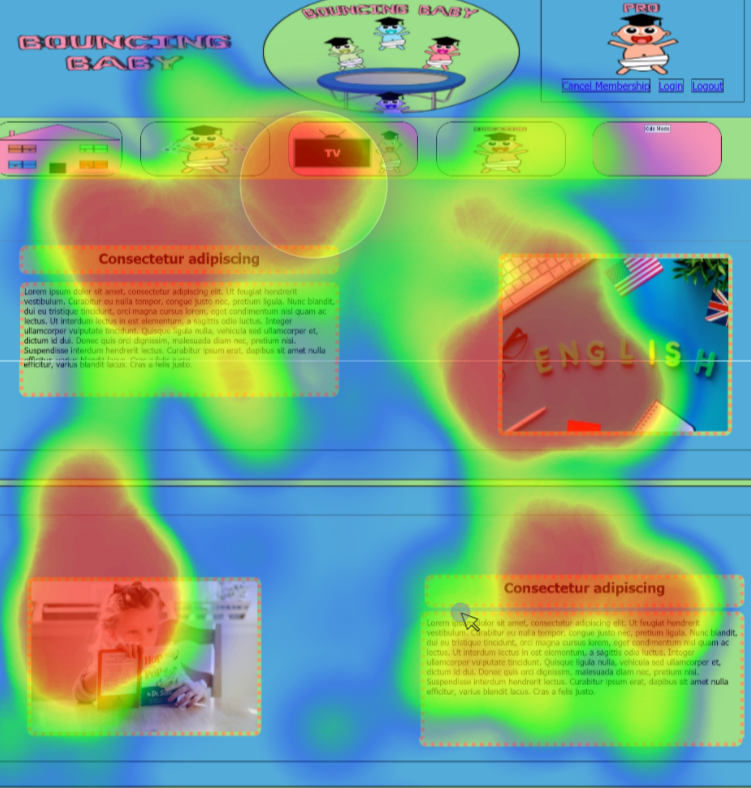 BOUNCING BABY
PRO
BOUNCING
BABY
Cancel Membership Login Logout
TV
Kids Mode
Consectetur adipiscing
Lorem ipsum dolor sit amet, consectetur adipiscing elit. Ut feugiat hendrerit
vestibulum. Curabitur eu nulla tempor, congue justo nec, pretium ligula. Nunc blandit,
dui eu tristique tincidunt, orci magna cursus lorem, eget condimentum nisi quam ac
lectus. Ut interdum lectus in est elementum, a sagittis odio luctus. Integer
ullamcorper vulputate tincidunt. Quisque ligula nulla, vehicula sed ullamcorper et,
dictum id dui. Donec quis orci dignissim, malesuada diam nec, pretium nisi.
Suspendisse interdum hendrerit lectus. Curabitur ipsum erat, dapibus sit amet nulla
efficitur, varius blandit lacus. Cras a felis justo.
ENGLISH
Consectetur adipiscing
Lorem ipsum dolor sit amet, consectetur adipiscing elit. Ut feugiat hendrerit
vestibulum. Curabitur eu nulla tempor, congue justo nec, pretium ligula. Nunc blandit,
dui eu tristique tincidunt, orci magna cursus lorem, eget condimentum nisl quam ac
lectus. Ut interdum lectus in est elementum, a sagittis odio luctus. Integer
ullamcorper vulputate tincidunt. Quisque ligula nulla, vehicula sed ullamcorper et,
dictum id dui. Donec quis orci dignissim, malesuada diam nec, pretium nisl.
Suspendisse interdum hendrerit lectus. Curabitur ipsum erat, dapibus sit amet nulla
efficitur, varius blandit lacus. Cras a felis justo.